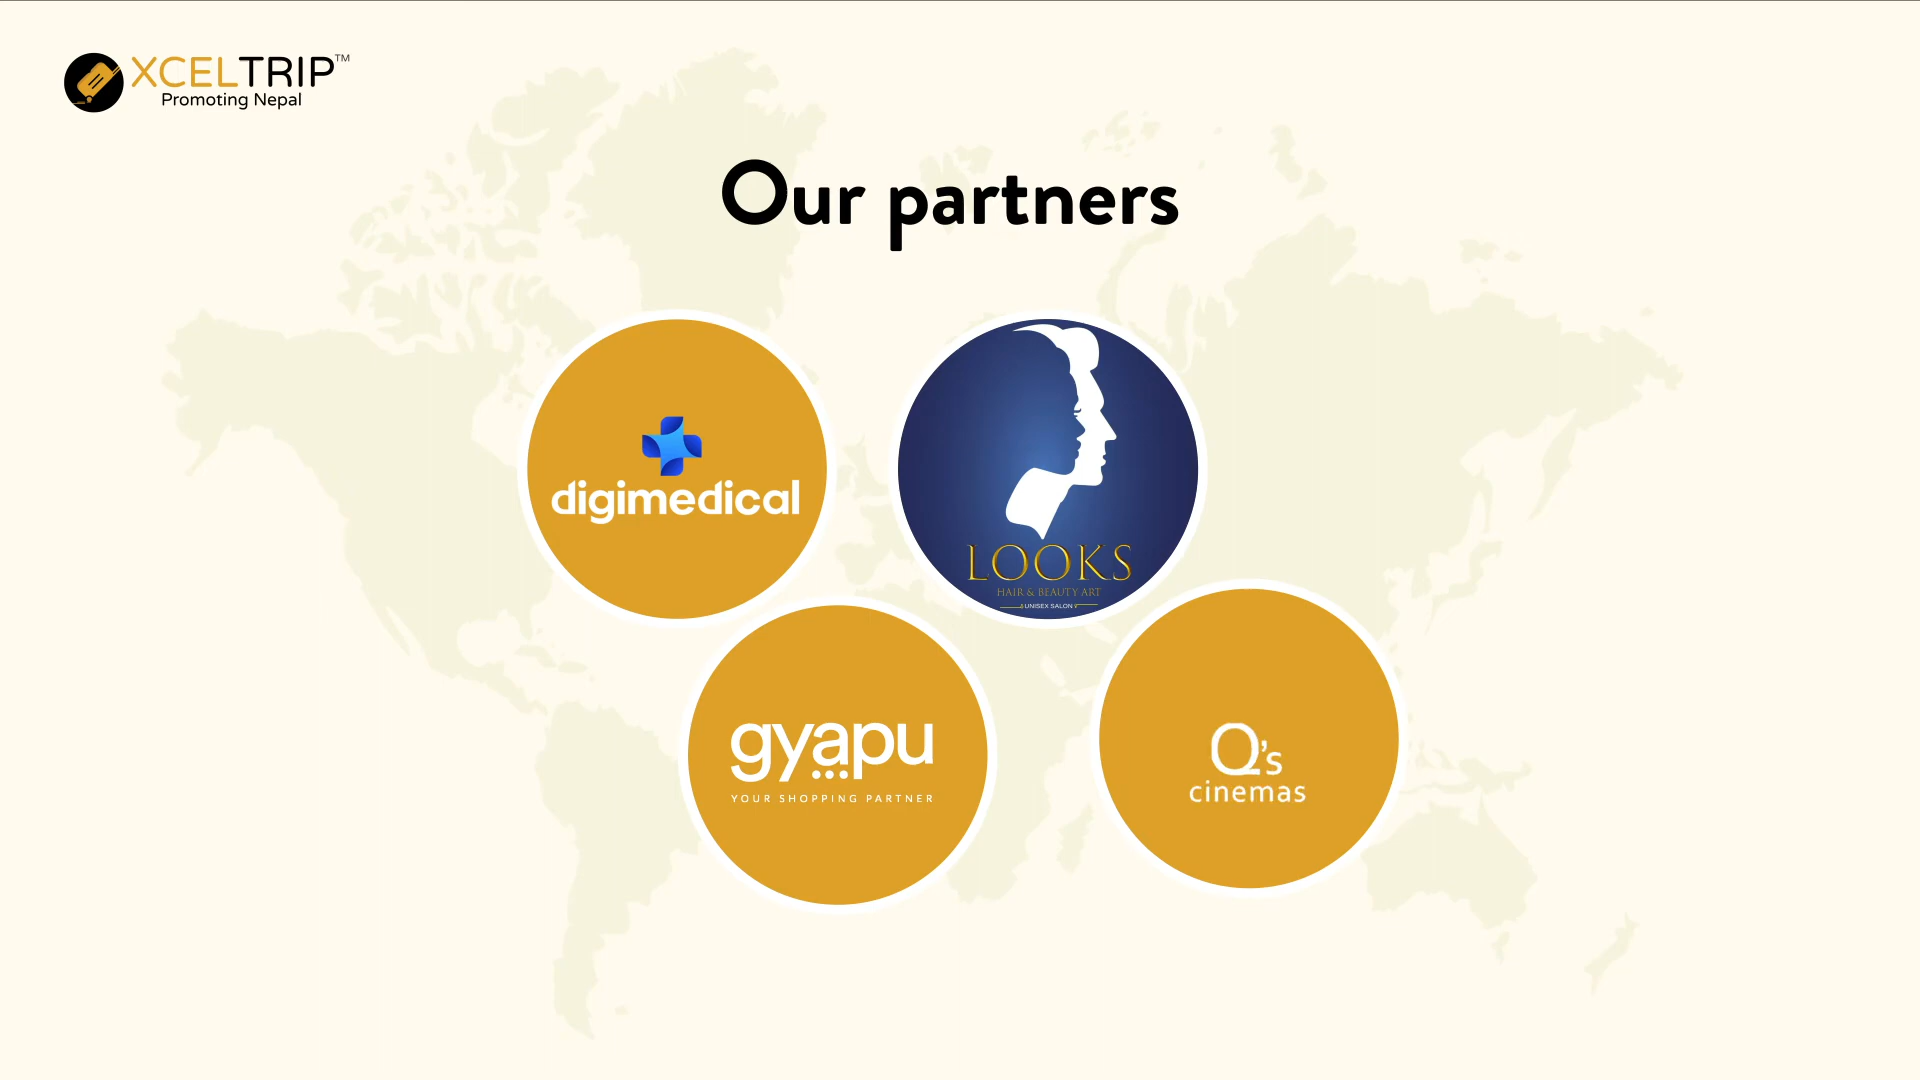 XCELTRIP™
Promoting Nepal
Our partners
digimedical
LOOKS
HAIR & BEAUTY ART
UNISEX SALON
gyapu
YOUR SHOPPING PARTNER
Q's
cinemas